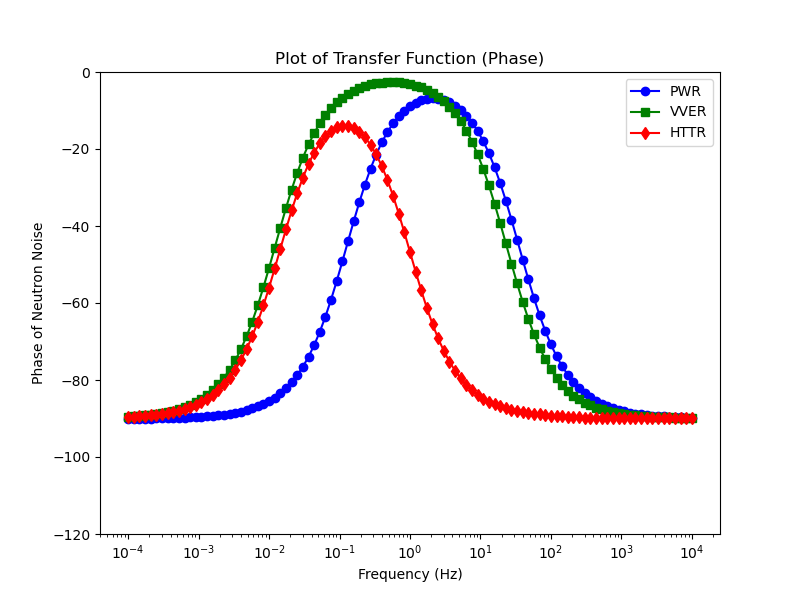 Plot of Transfer Function (Phase)
PWR
VVER
HTTR
0
−20
−40
−60
−80
−100
−120
Phase of Neutron Noise
10⁻⁴ 10⁻³ 10⁻² 10⁻¹ 10⁰ 10¹ 10² 10³ 10⁴
Frequency (Hz)